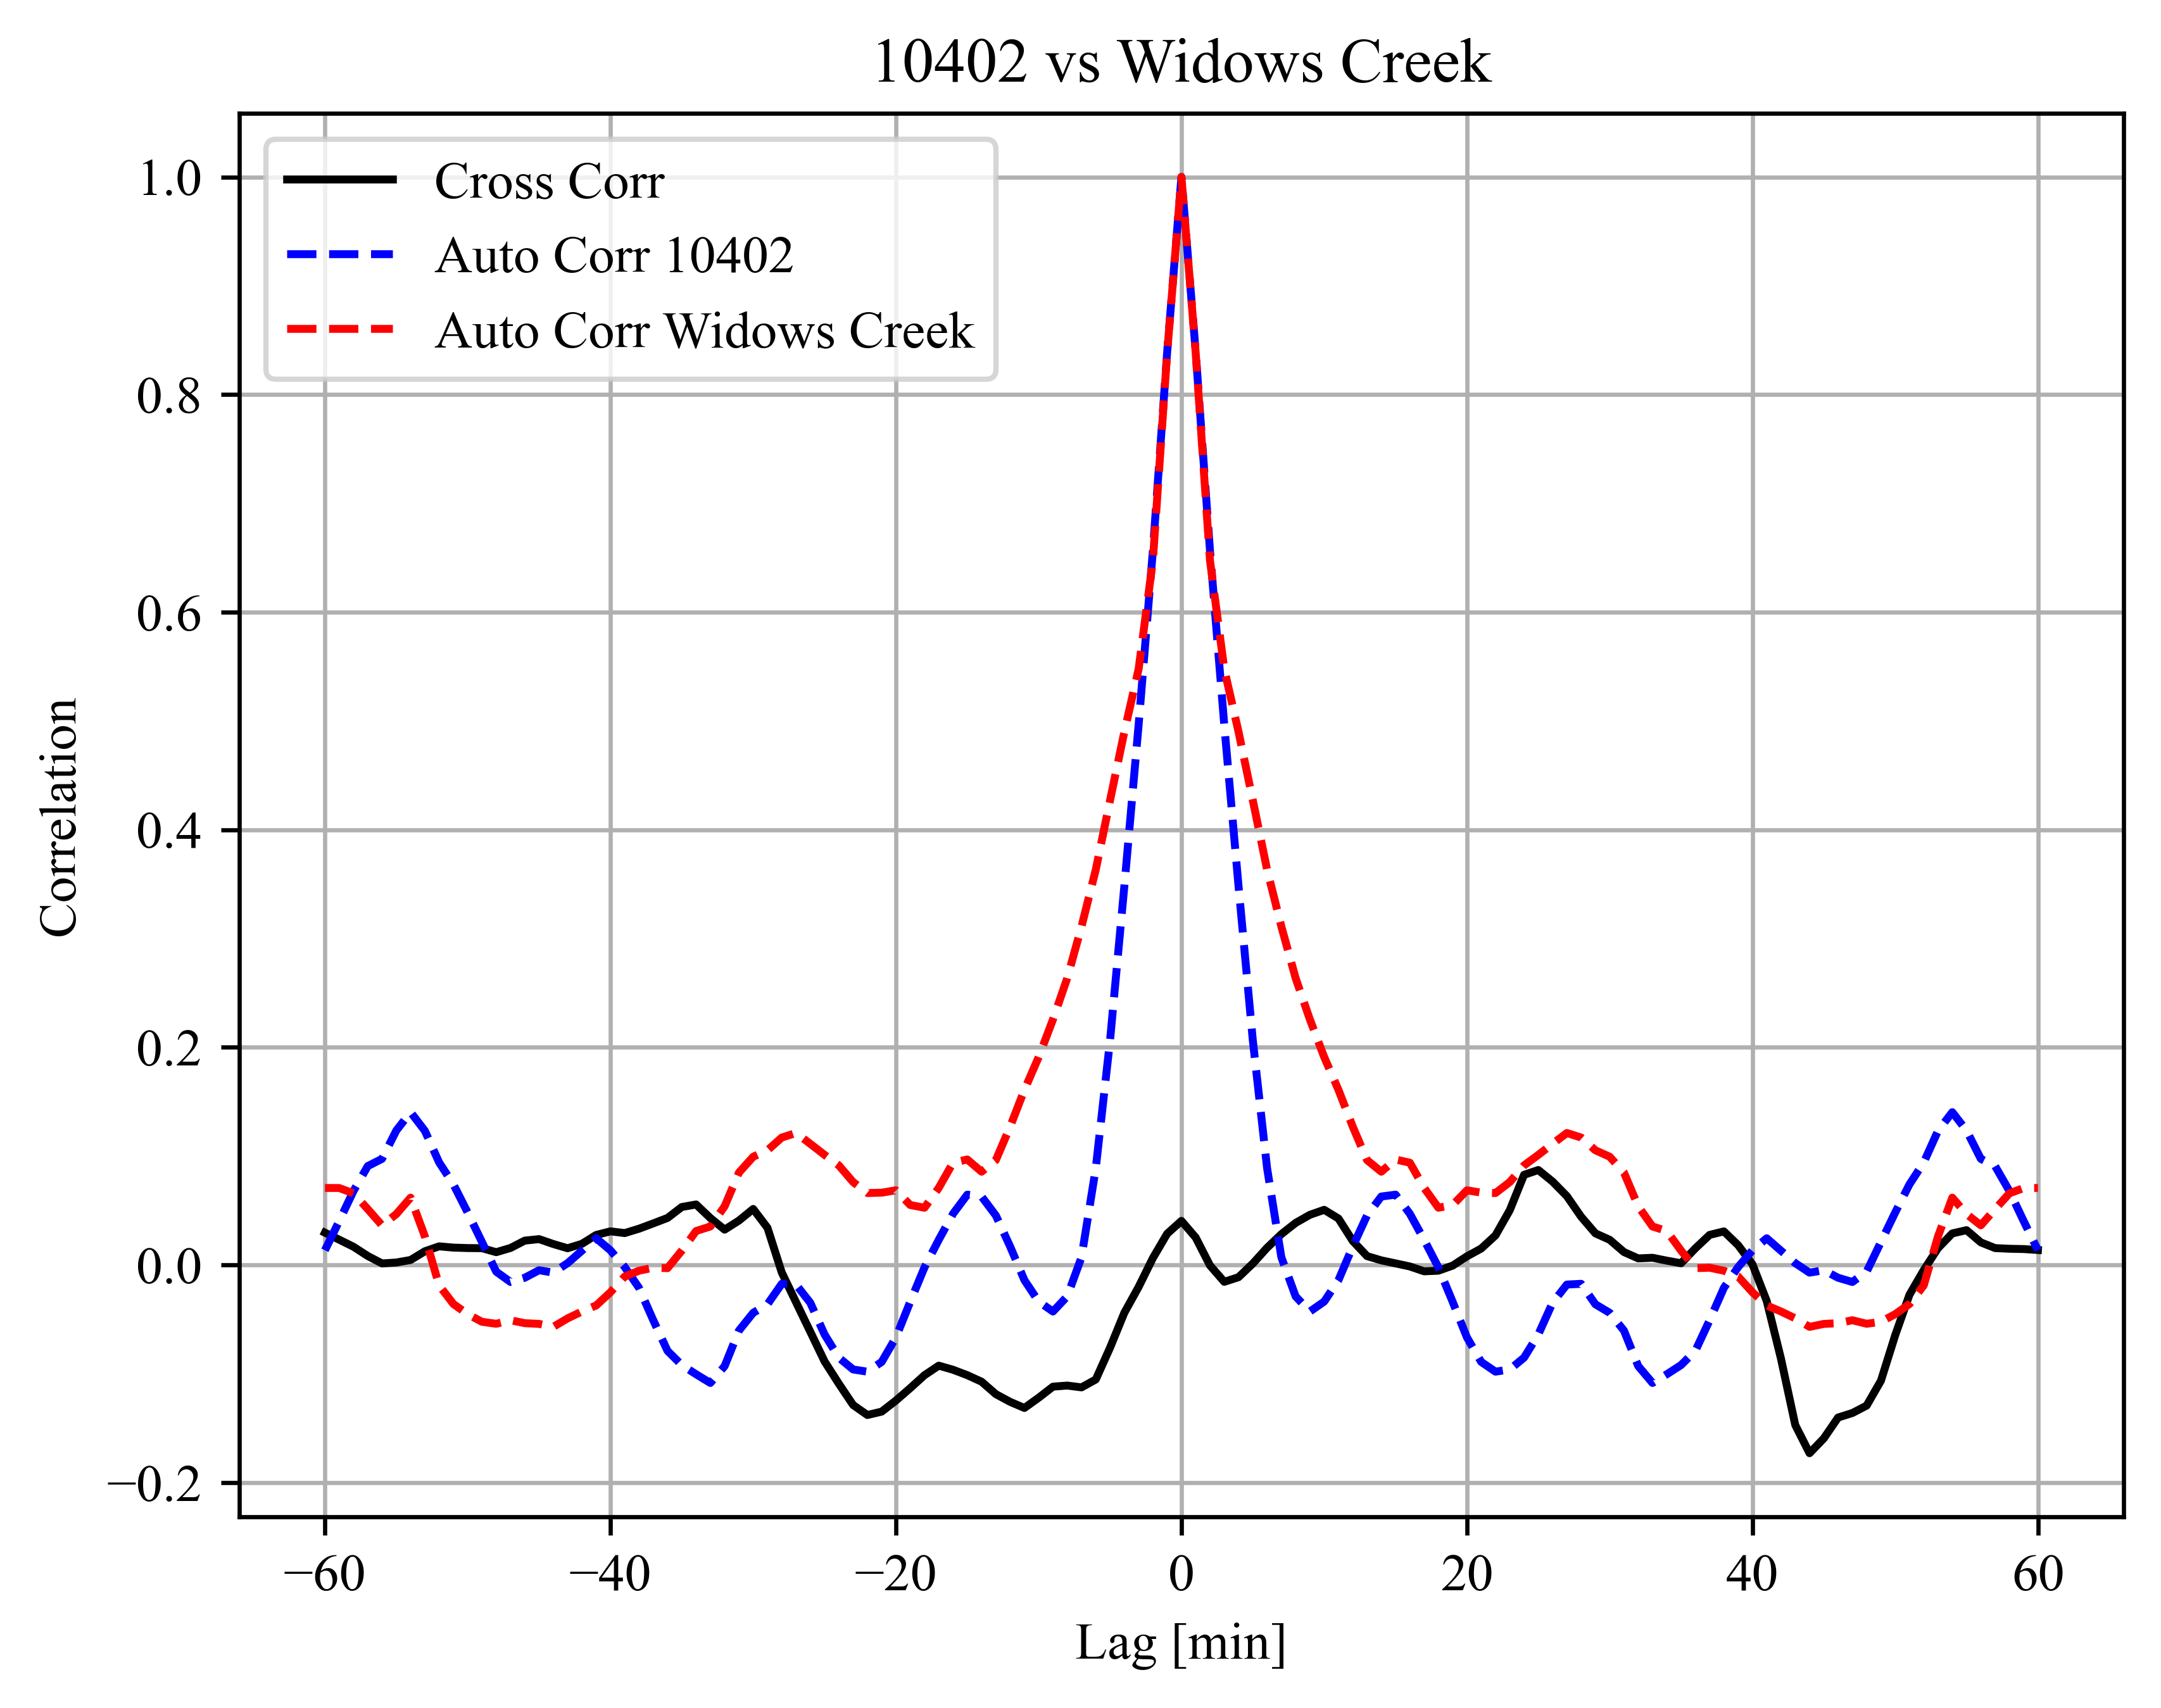 10402 vs Widows Creek
Cross Corr
Auto Corr 10402
Auto Corr Widows Creek
1.0
0.8
0.6
0.4
0.2
0.0
−0.2
Correlation
−60 −40 −20 0 20 40 60
Lag [min]